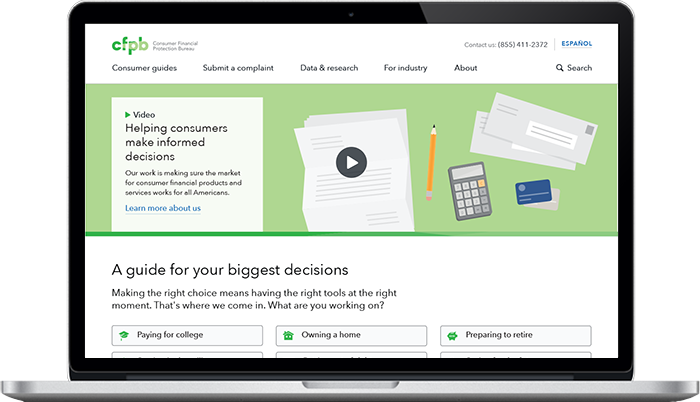 cfpb Consumer Financial
Protection Bureau
Contact us: (855) 411-2372 ESPAÑOL
Consumer guides Submit a complaint Data & research For industry About Search
Video
Helping consumers
make informed
decisions
Our work is making sure the market
for consumer financial products and
services works for all Americans.
Learn more about us
A guide for your biggest decisions
Making the right choice means having the right tools at the right
moment. That's where we come in. What are you working on?
Paying for college Owning a home Preparing to retire